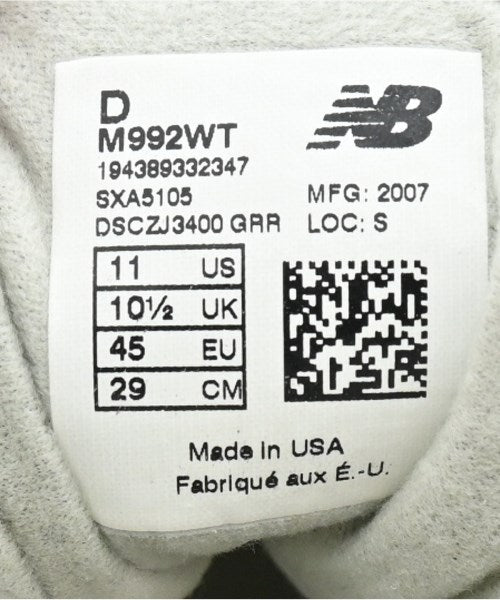 D
M992WT
194389332347
SXA5105
DSCZJ3400 GRR
NB
MFG: 2007
LOC: S
11 US
10½ UK
45 EU
29 CM
Made in USA
Fabriqué aux É.-U.